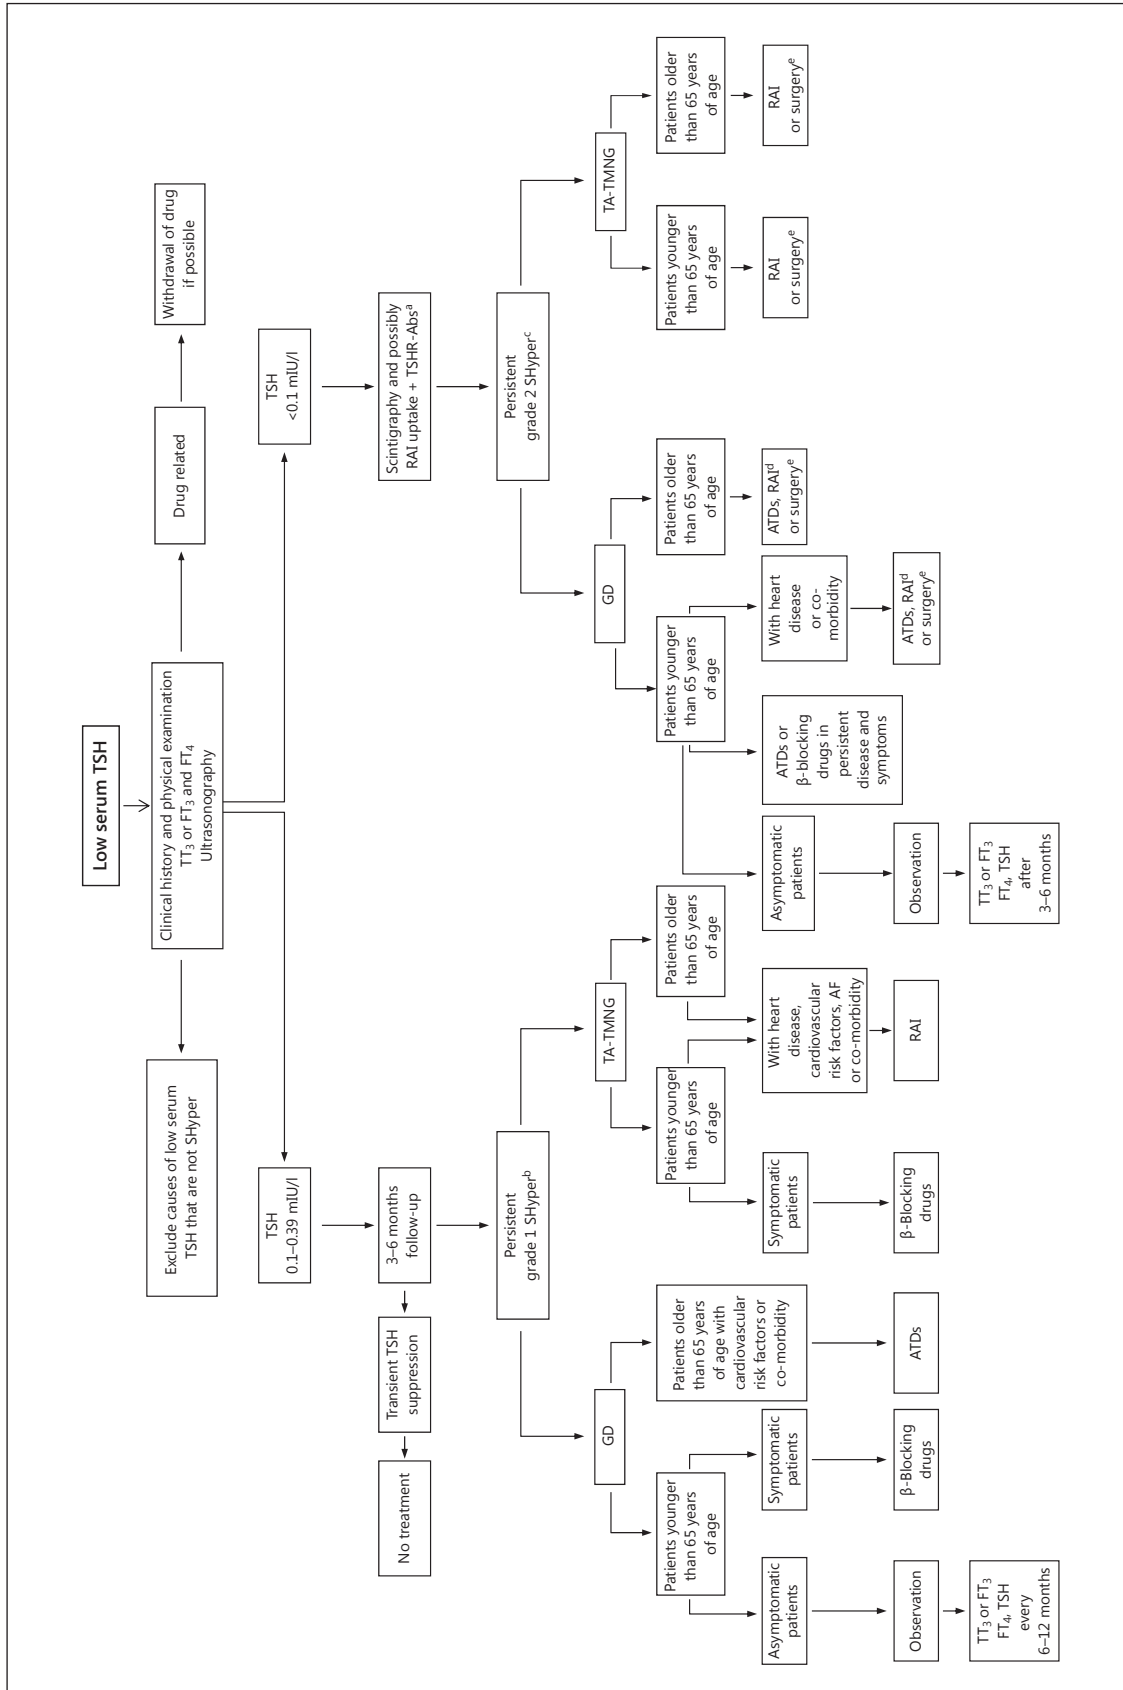 Low serum TSH
Clinical history and physical examination
TT₃ or FT₃ and FT₄
Ultrasonography
Exclude causes of low serum
TSH that are not SHyper
Drug related
Withdrawal of drug
if possible
TSH
0.1–0.39 mIU/l
TSH
<0.1 mIU/l
No treatment
Transient TSH
suppression
3–6 months
follow-up
Scintigraphy and possibly
RAI uptake + TSHR-Absᵃ
Persistent
grade 1 SHyperᵇ
Persistent
grade 2 SHyperᶜ
GD
TA-TMNG
GD
TA-TMNG
Patients younger
than 65 years
of age
Patients older
than 65 years
of age with
cardiovascular
risk factors or
co-morbidity
Patients younger
than 65 years
of age
Patients older
than 65 years
of age
Patients younger
than 65 years
of age
Patients older
than 65 years
of age
Patients younger
than 65 years
of age
Patients older
than 65 years
of age
Asymptomatic
patients
Symptomatic
patients
Symptomatic
patients
With heart
disease,
cardiovascular
risk factors, AF
or co-morbidity
Asymptomatic
patients
ATDs or
β-blocking
drugs in
persistent
disease and
symptoms
With heart
disease
or co-
morbidity
ATDs, RAIᵈ
or surgeryᵉ
RAI
or surgeryᵉ
RAI
or surgeryᵉ
Observation
β-Blocking
drugs
ATDs
β-Blocking
drugs
RAI
Observation
ATDs, RAIᵈ
or surgeryᵉ
TT₃ or FT₃
FT₄, TSH
every
6–12 months
TT₃ or FT₃
FT₄, TSH
after
3–6 months